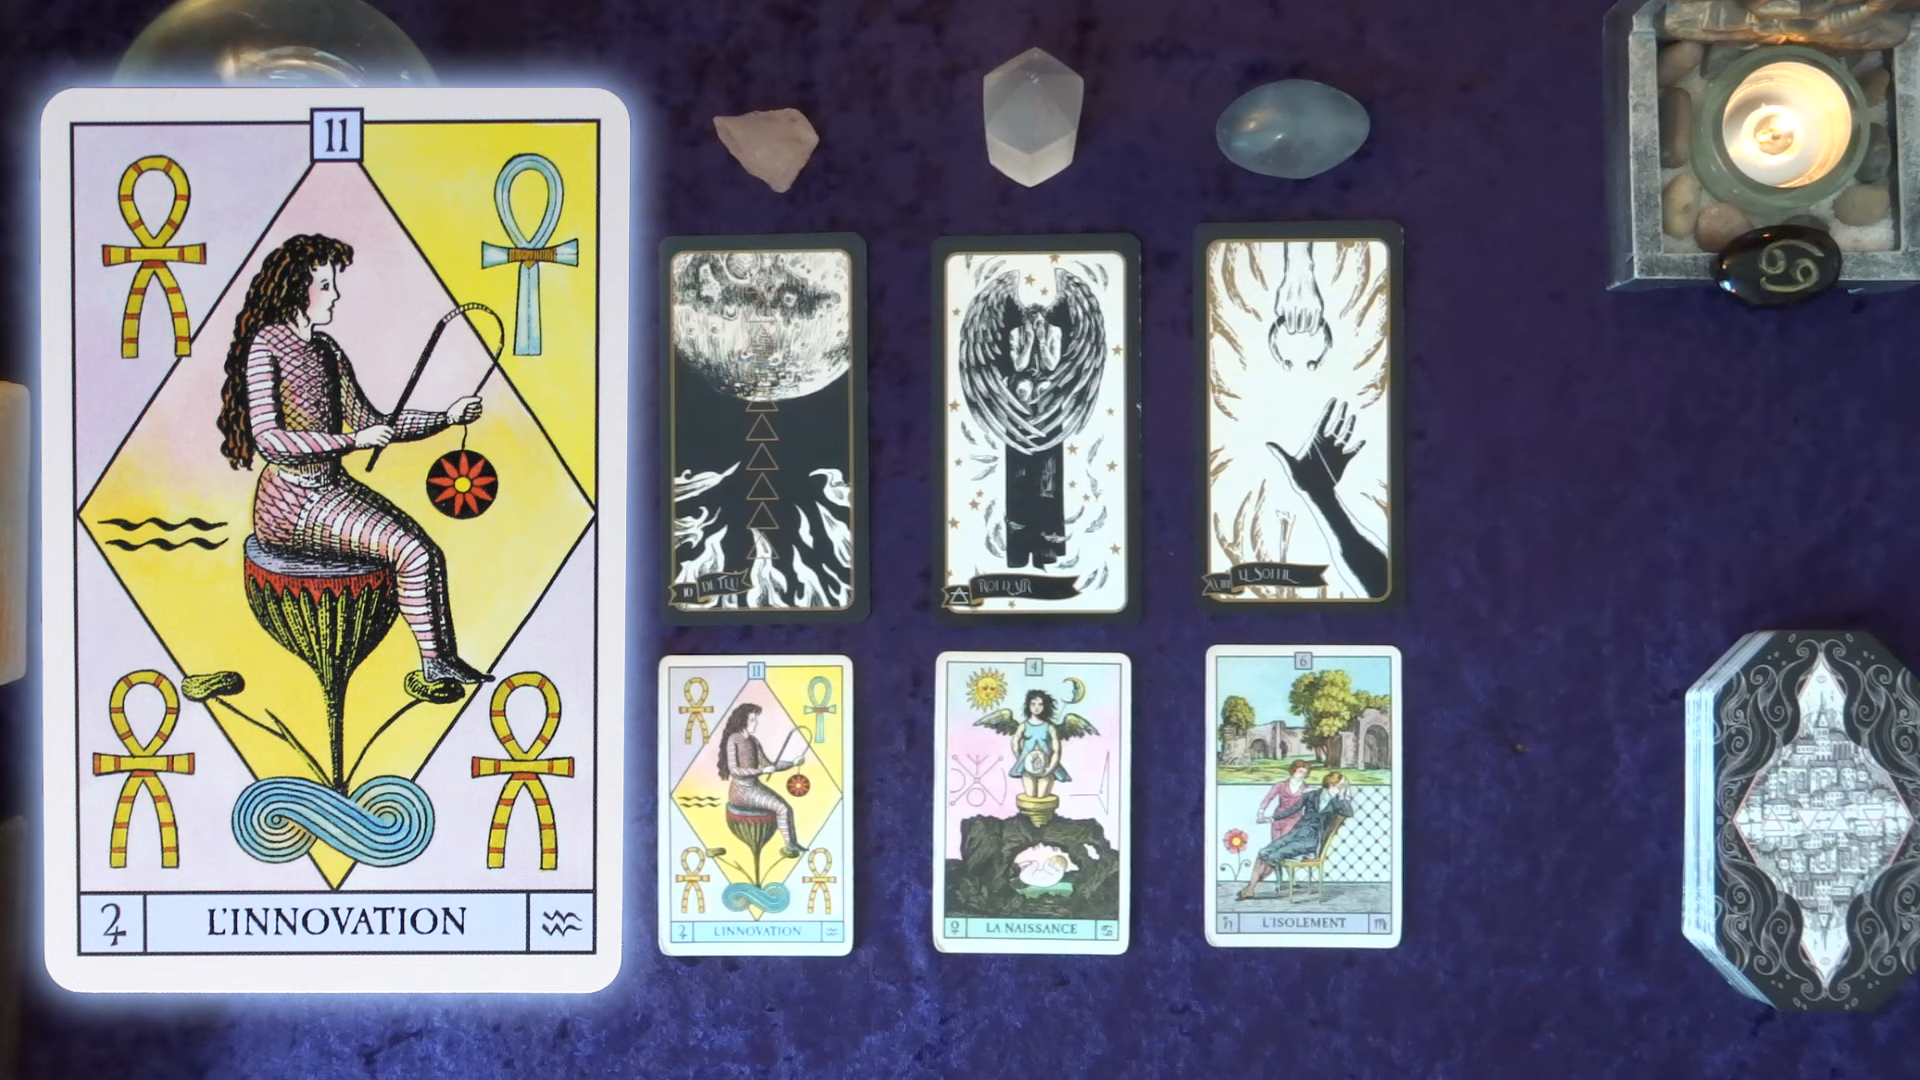 11
L'INNOVATION
10 DE FEU
ROI D'AIR
LE SOLEIL
11
L'INNOVATION
4
LA NAISSANCE
6
L'ISOLEMENT